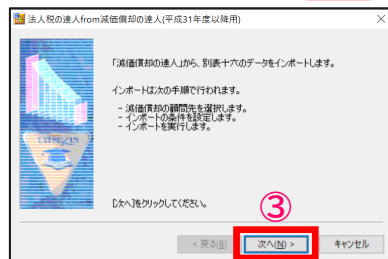 法人税の達人from減価償却の達人(平成31年度以降用)
「減価償却の達人」から、別表十六のデータをインポートします。
インポートは次の手順で行われます。
- 減価償却の顧問先を選択します。
- インポートの条件を設定します。
- インポートを実行します。
TATSUZIN
[次へ]をクリックしてください。
③
< 戻る(B)
次へ(N) >
キャンセル